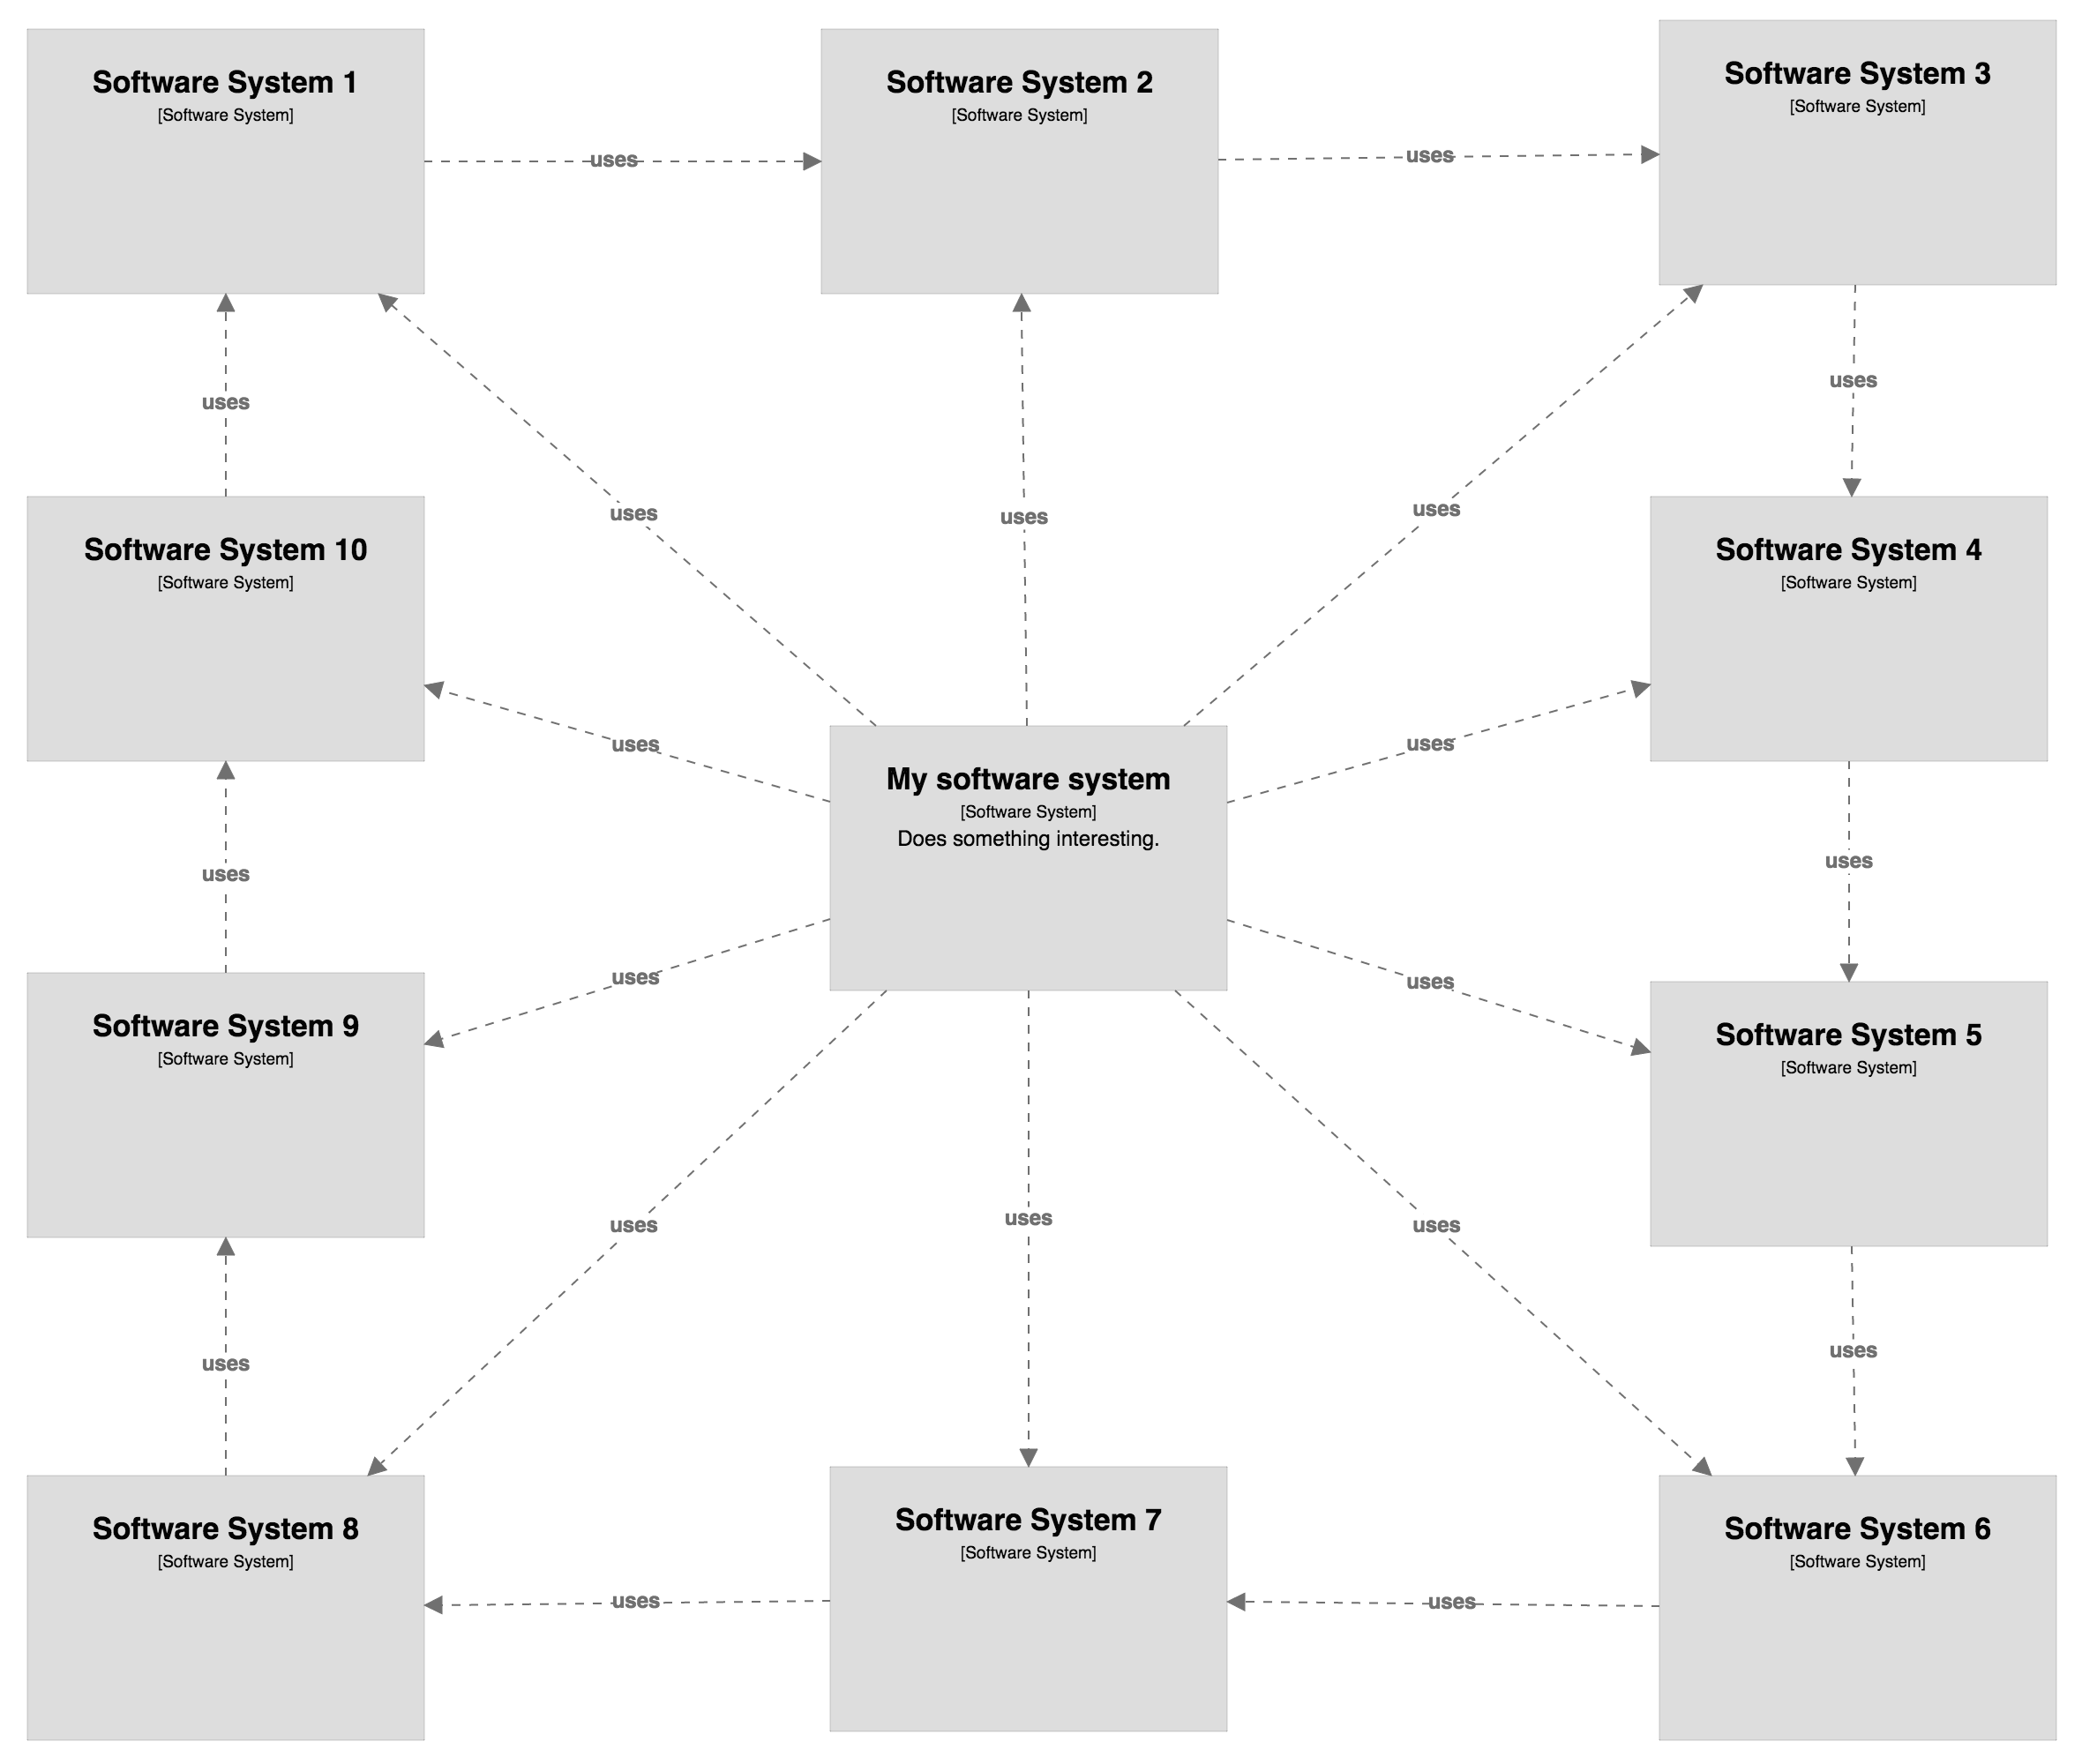 Software System 1
[Software System]
Software System 2
[Software System]
Software System 3
[Software System]
uses
uses
uses
uses
Software System 10
[Software System]
uses
uses
uses
Software System 4
[Software System]
uses
uses
My software system
[Software System]
Does something interesting.
uses
uses
uses
uses
Software System 9
[Software System]
Software System 5
[Software System]
uses
uses
uses
uses
uses
Software System 8
[Software System]
Software System 7
[Software System]
Software System 6
[Software System]
uses
uses